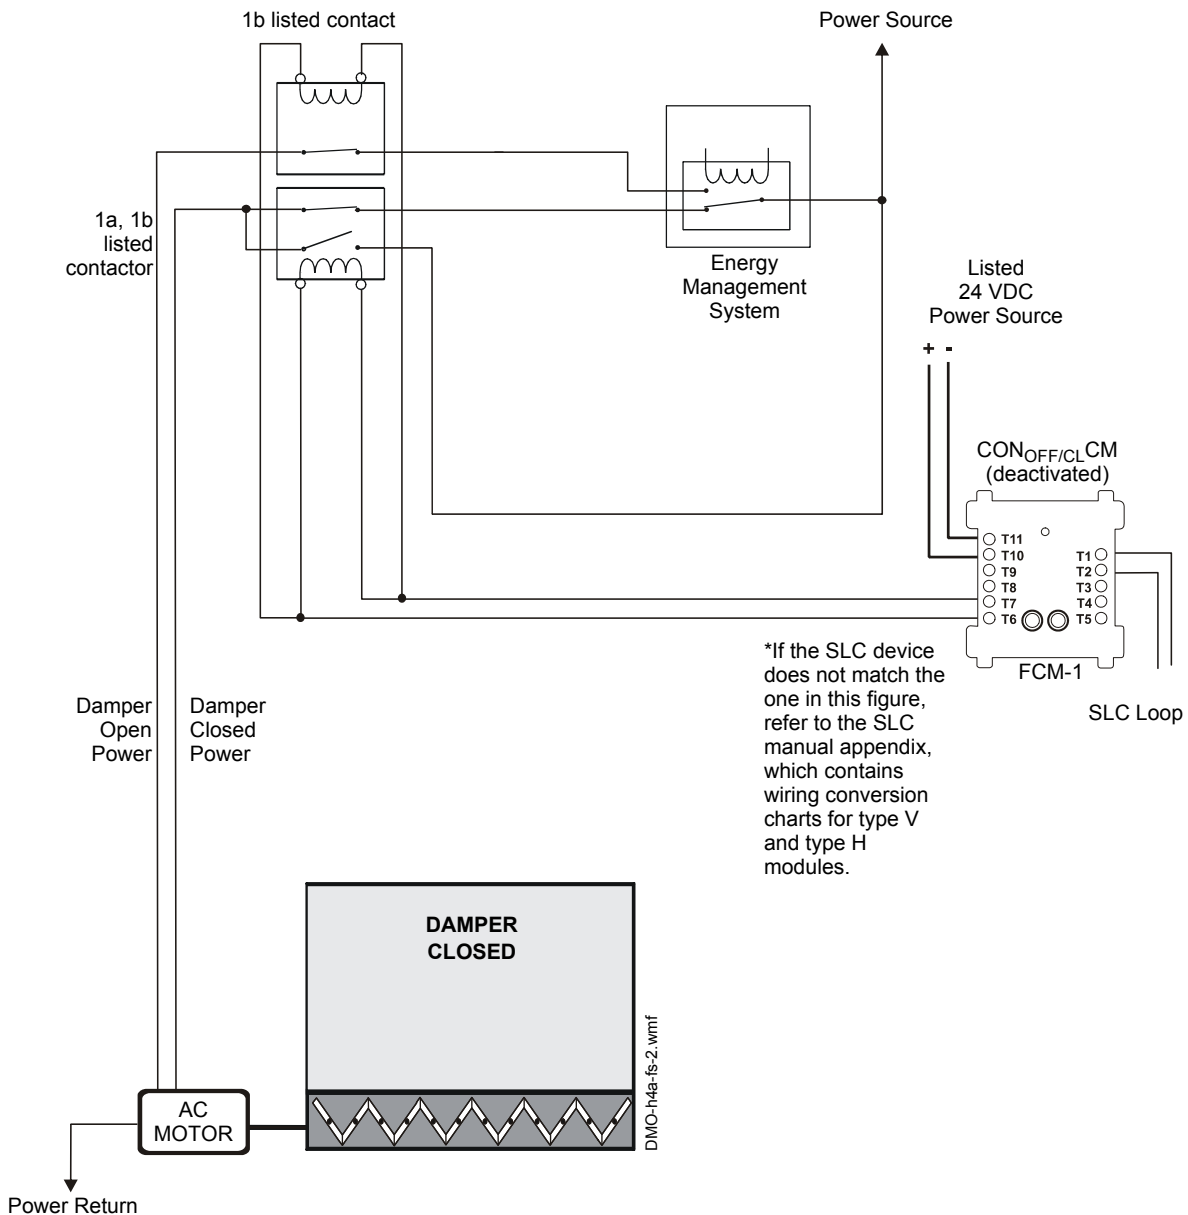 1b listed contact
Power Source
1a, 1b
listed
contactor
Energy
Management
System
Listed
24 VDC
Power Source
+ -
CONOFF/CLCM
(deactivated)
T11
T10
T9
T8
T7
T6
T1
T2
T3
T4
T5
FCM-1
SLC Loop
*If the SLC device
does not match the
one in this figure,
refer to the SLC
manual appendix,
which contains
wiring conversion
charts for type V
and type H
modules.
Damper
Open
Power
Damper
Closed
Power
DAMPER
CLOSED
DMO-h4a-fs-2.wmf
AC
MOTOR
Power Return